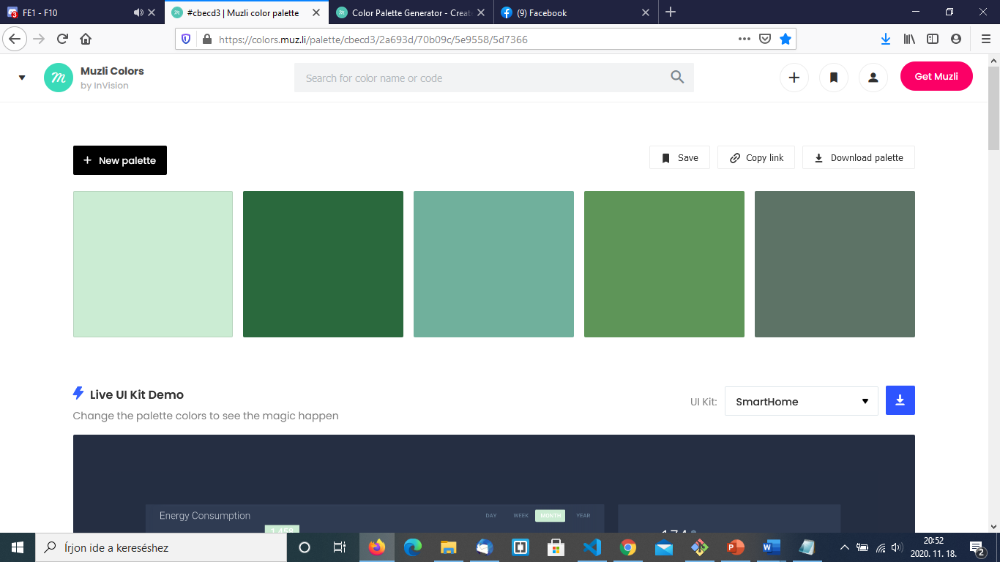 FE1 - F10
#cbecd3 | Muzli color palette
Color Palette Generator - Creat
(9) Facebook
https://colors.muz.li/palette/cbecd3/2a693d/70b09c/5e9558/5d7366
Muzli Colors
by InVision
Search for color name or code
Get Muzli
+ New palette
Save
Copy link
Download palette
Live UI Kit Demo
Change the palette colors to see the magic happen
UI Kit:
SmartHome
Energy Consumption
DAY
WEEK
MONTH
YEAR
1,458
Írjon ide a kereséshez
20:52
2020. 11. 18.
2